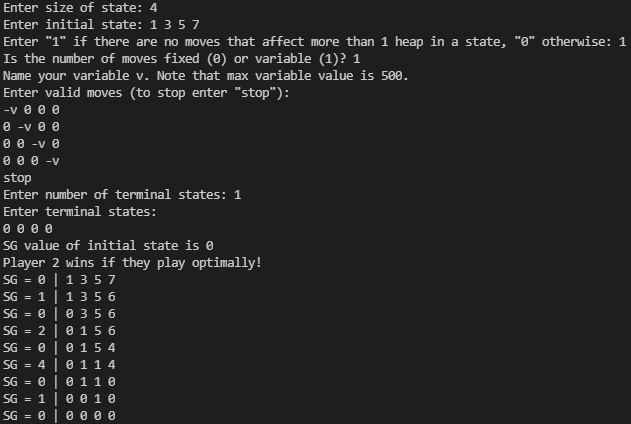 Enter size of state: 4
Enter initial state: 1 3 5 7
Enter "1" if there are no moves that affect more than 1 heap in a state, "0" otherwise: 1
Is the number of moves fixed (0) or variable (1)? 1
Name your variable v. Note that max variable value is 500.
Enter valid moves (to stop enter "stop"):
-v 0 0 0
0 -v 0 0
0 0 -v 0
0 0 0 -v
stop
Enter number of terminal states: 1
Enter terminal states:
0 0 0 0
SG value of initial state is 0
Player 2 wins if they play optimally!
SG = 0 | 1 3 5 7
SG = 1 | 1 3 5 6
SG = 0 | 0 3 5 6
SG = 2 | 0 1 5 6
SG = 0 | 0 1 5 4
SG = 4 | 0 1 1 4
SG = 0 | 0 1 1 0
SG = 1 | 0 0 1 0
SG = 0 | 0 0 0 0